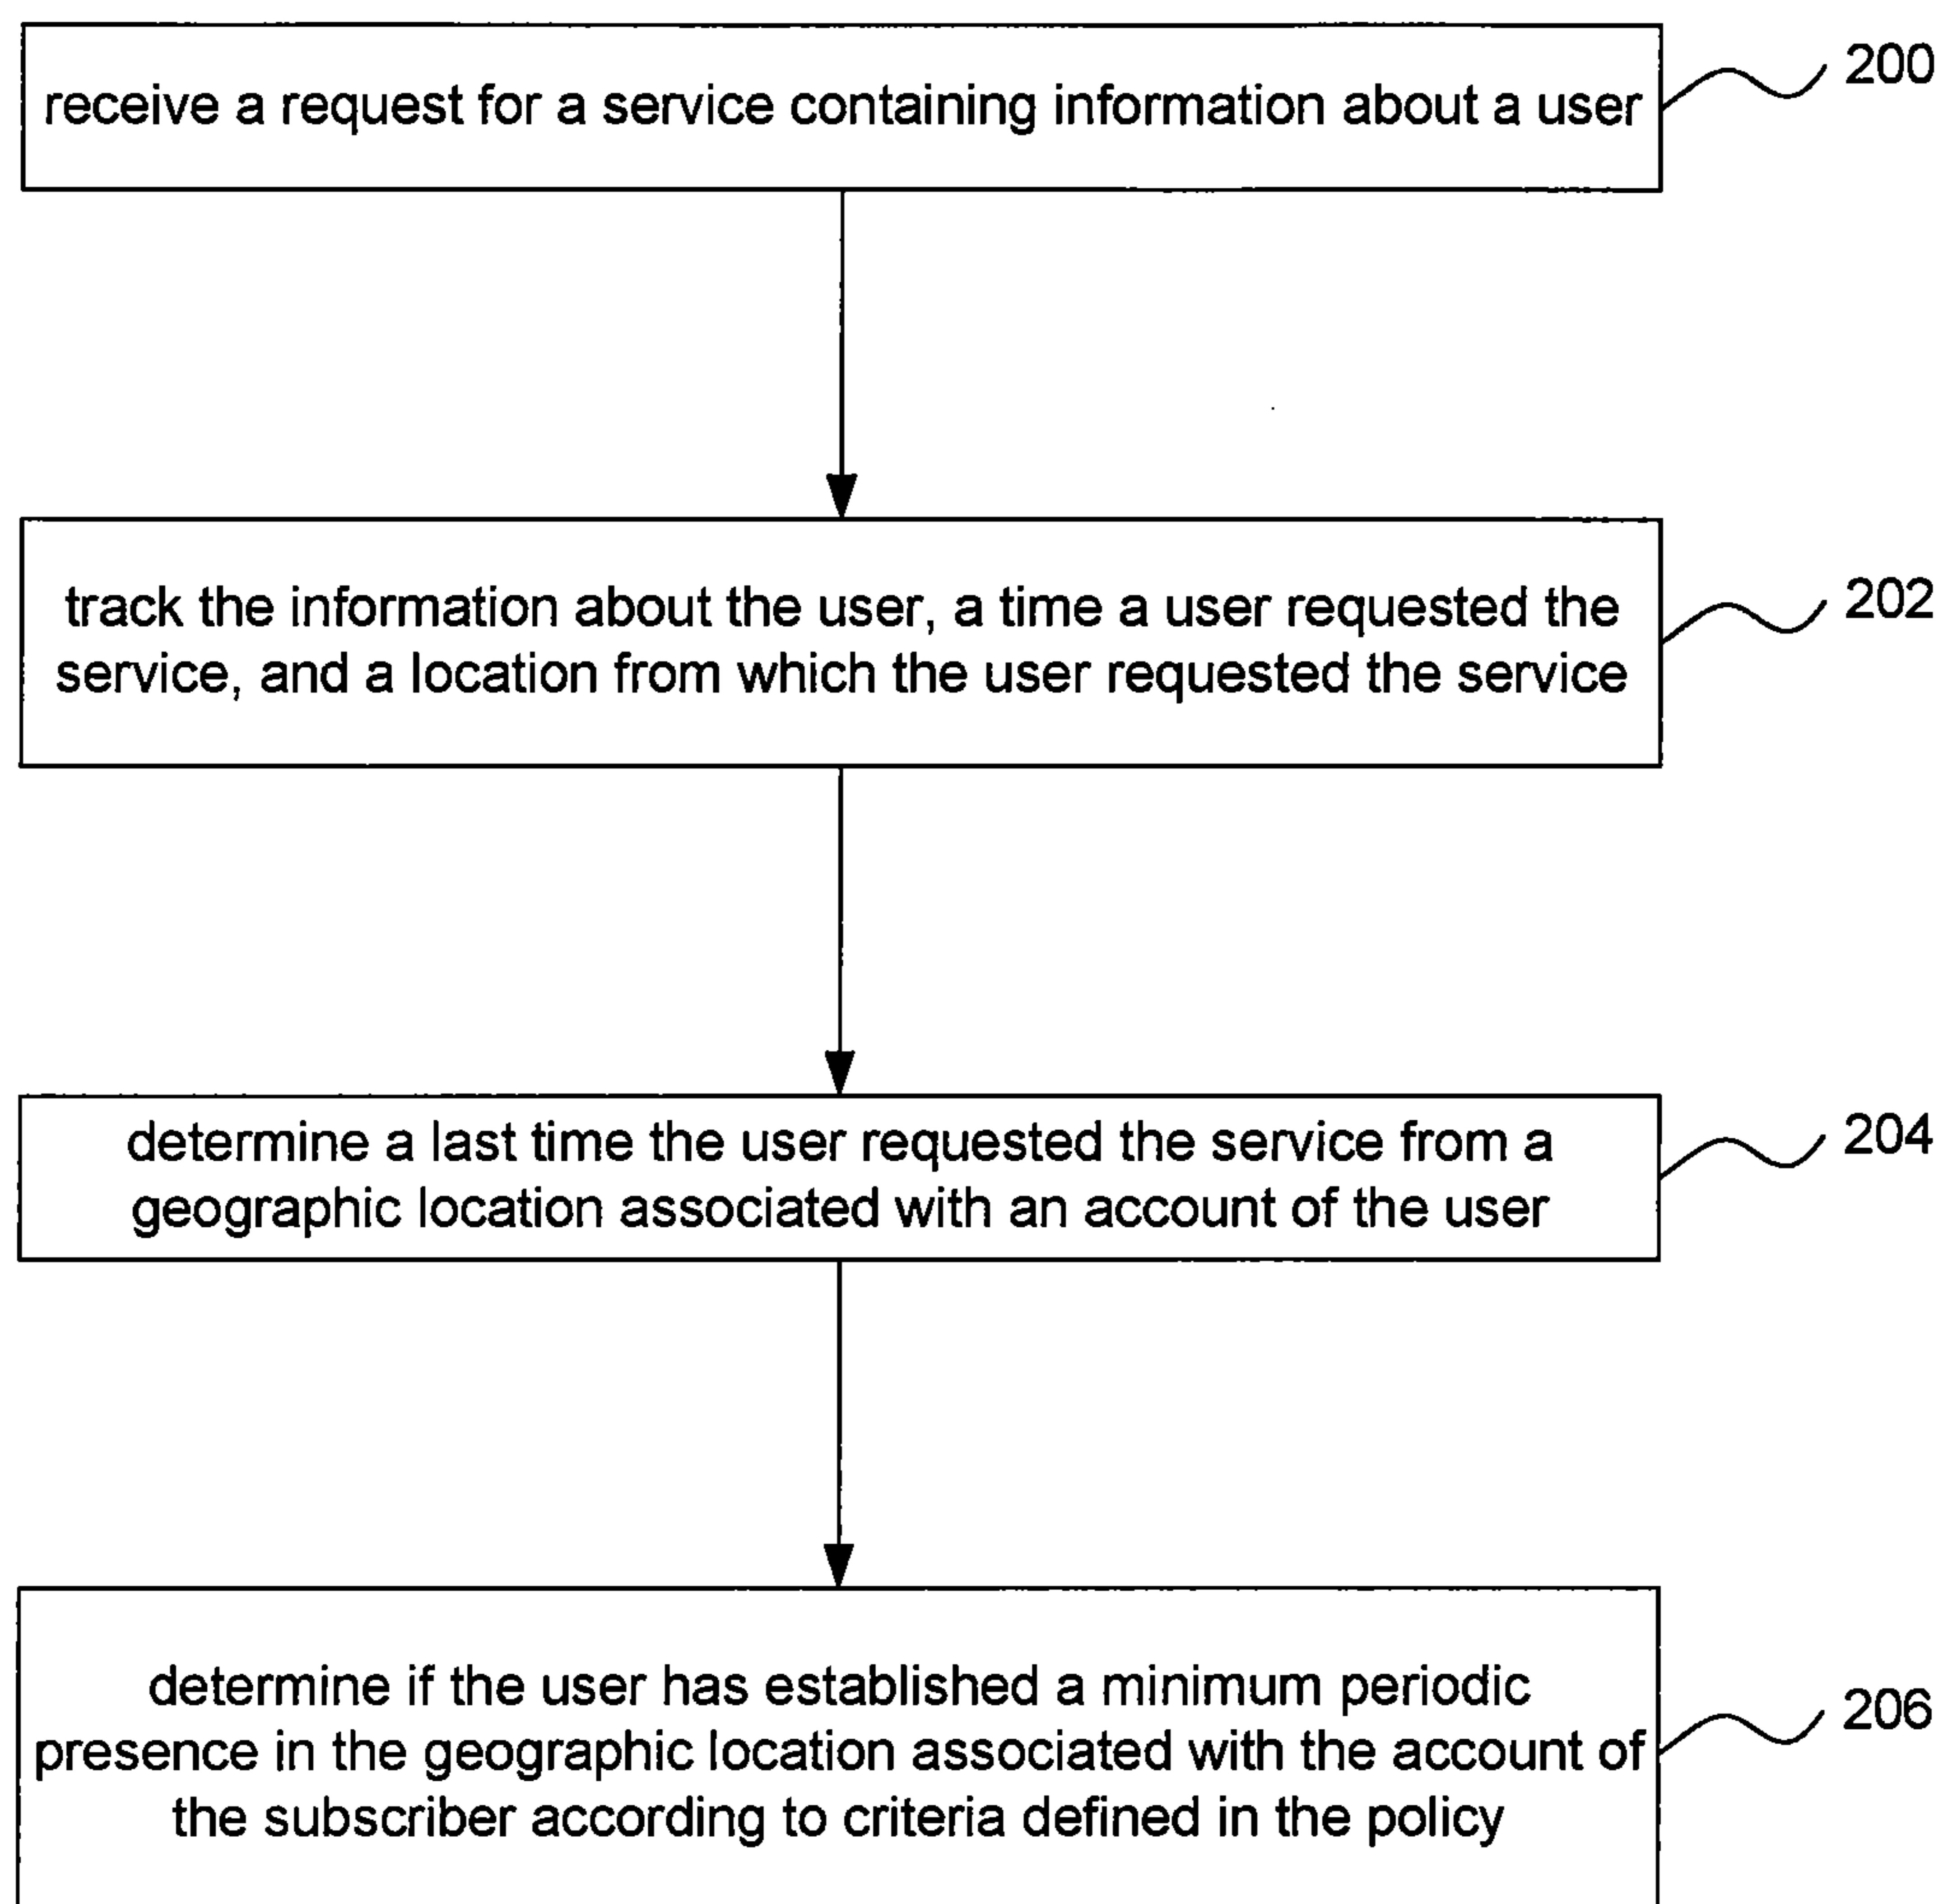 receive a request for a service containing information about a user
200
track the information about the user, a time a user requested the
service, and a location from which the user requested the service
202
determine a last time the user requested the service from a
geographic location associated with an account of the user
204
determine if the user has established a minimum periodic
presence in the geographic location associated with the account of
the subscriber according to criteria defined in the policy
206